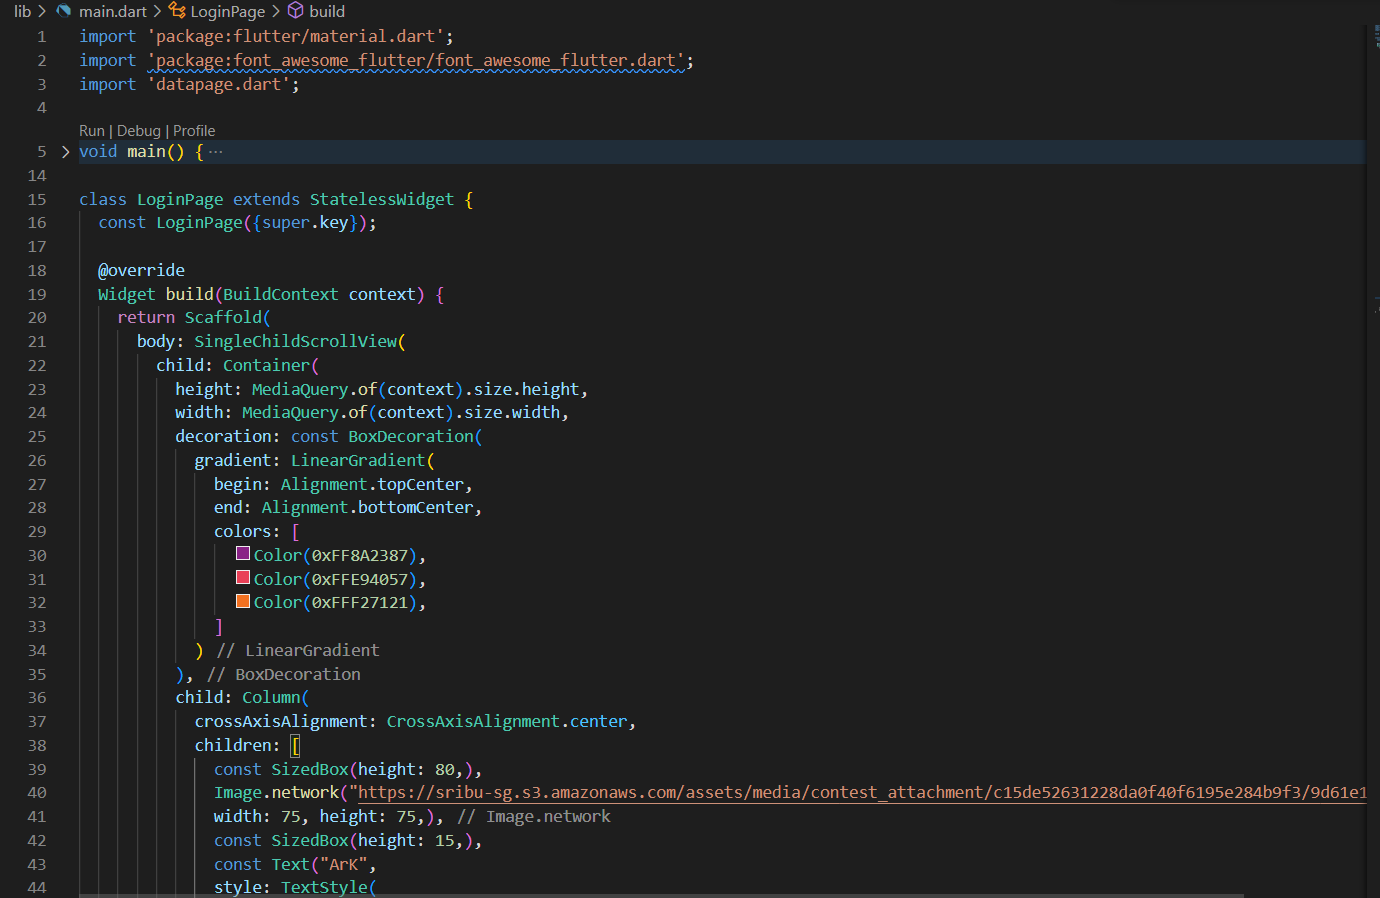 lib > main.dart > LoginPage > build
1 import 'package:flutter/material.dart';
2 import 'package:font_awesome_flutter/font_awesome_flutter.dart';
3 import 'datapage.dart';
4
Run | Debug | Profile
5 void main() { ...
14
15 class LoginPage extends StatelessWidget {
16 const LoginPage({super.key});
17
18 @override
19 Widget build(BuildContext context) {
20 return Scaffold(
21 body: SingleChildScrollView(
22 child: Container(
23 height: MediaQuery.of(context).size.height,
24 width: MediaQuery.of(context).size.width,
25 decoration: const BoxDecoration(
26 gradient: LinearGradient(
27 begin: Alignment.topCenter,
28 end: Alignment.bottomCenter,
29 colors: [
30 Color(0xFF8A2387),
31 Color(0xFFE94057),
32 Color(0xFFF27121),
33 ]
34 ) // LinearGradient
35 ), // BoxDecoration
36 child: Column(
37 crossAxisAlignment: CrossAxisAlignment.center,
38 children: [
39 const SizedBox(height: 80,),
40 Image.network("https://sribu-sg.s3.amazonaws.com/assets/media/contest_attachment/c15de52631228da0f40f6195e284b9f3/9d61e1
41 width: 75, height: 75,), // Image.network
42 const SizedBox(height: 15,),
43 const Text("ArK",
44 style: TextStyle(